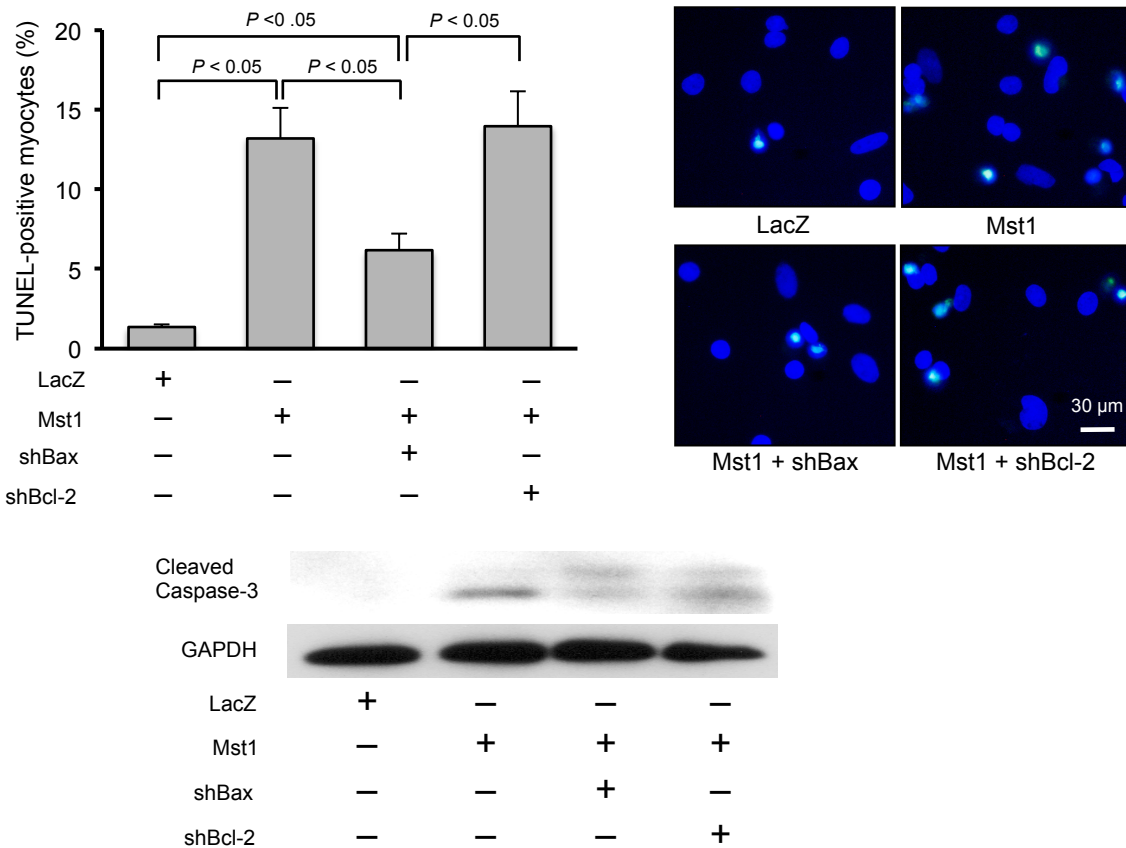 TUNEL-positive myocytes (%)
20
15
10
5
0
P <0 .05
P < 0.05
P < 0.05
P < 0.05
LacZ + – – –
Mst1 – + + +
shBax – – + –
shBcl-2 – – – +
LacZ
Mst1
Mst1 + shBax
Mst1 + shBcl-2
30 µm
Cleaved
Caspase-3
GAPDH
LacZ + – – –
Mst1 – + + +
shBax – – + –
shBcl-2 – – – +